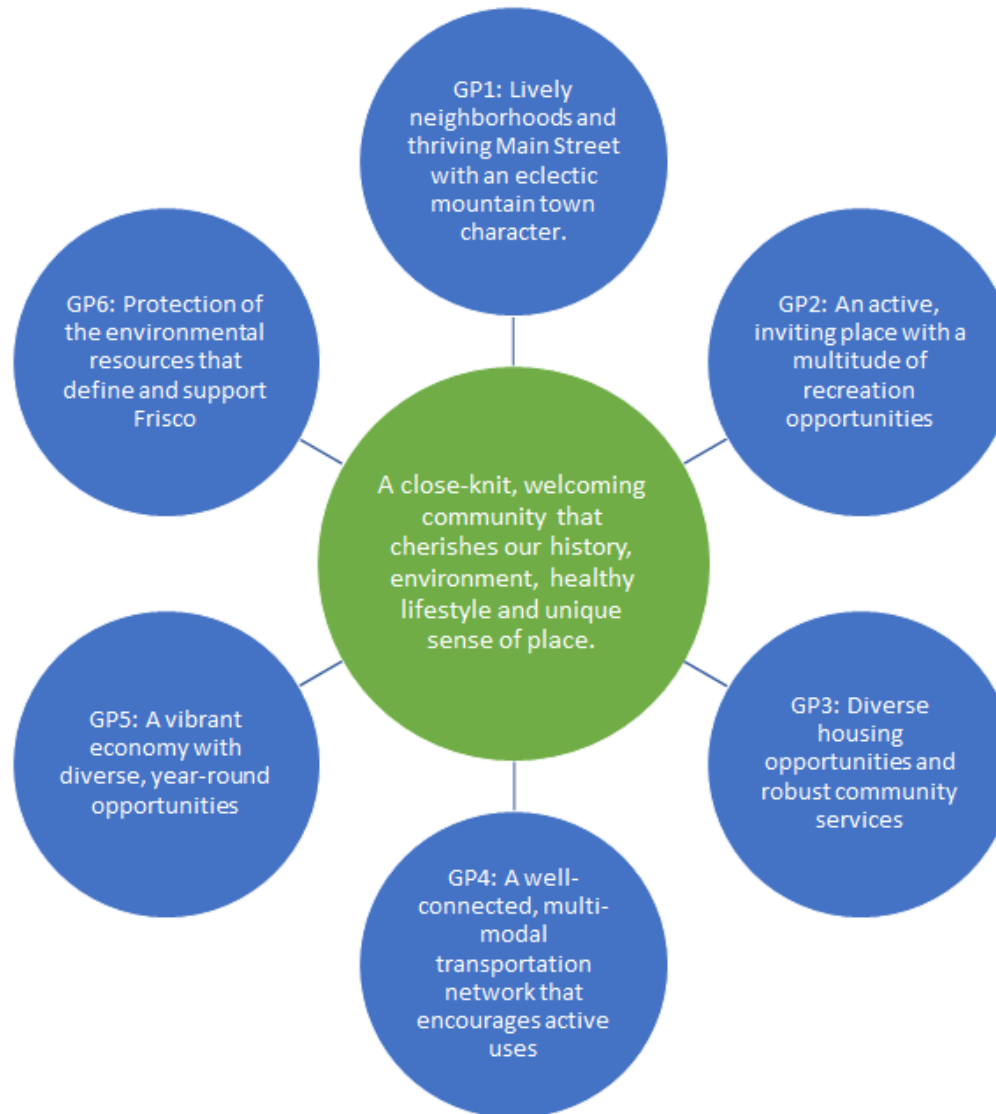 GP1: Lively
neighborhoods and
thriving Main Street
with an eclectic
mountain town
character.
GP2: An active,
inviting place with a
multitude of
recreation
opportunities
GP3: Diverse
housing
opportunities and
robust community
services
GP4: A well-
connected, multi-
modal
transportation
network that
encourages active
uses
GP5: A vibrant
economy with
diverse, year-round
opportunities
GP6: Protection of
the environmental
resources that
define and support
Frisco
A close-knit, welcoming
community that
cherishes our history,
environment, healthy
lifestyle and unique
sense of place.